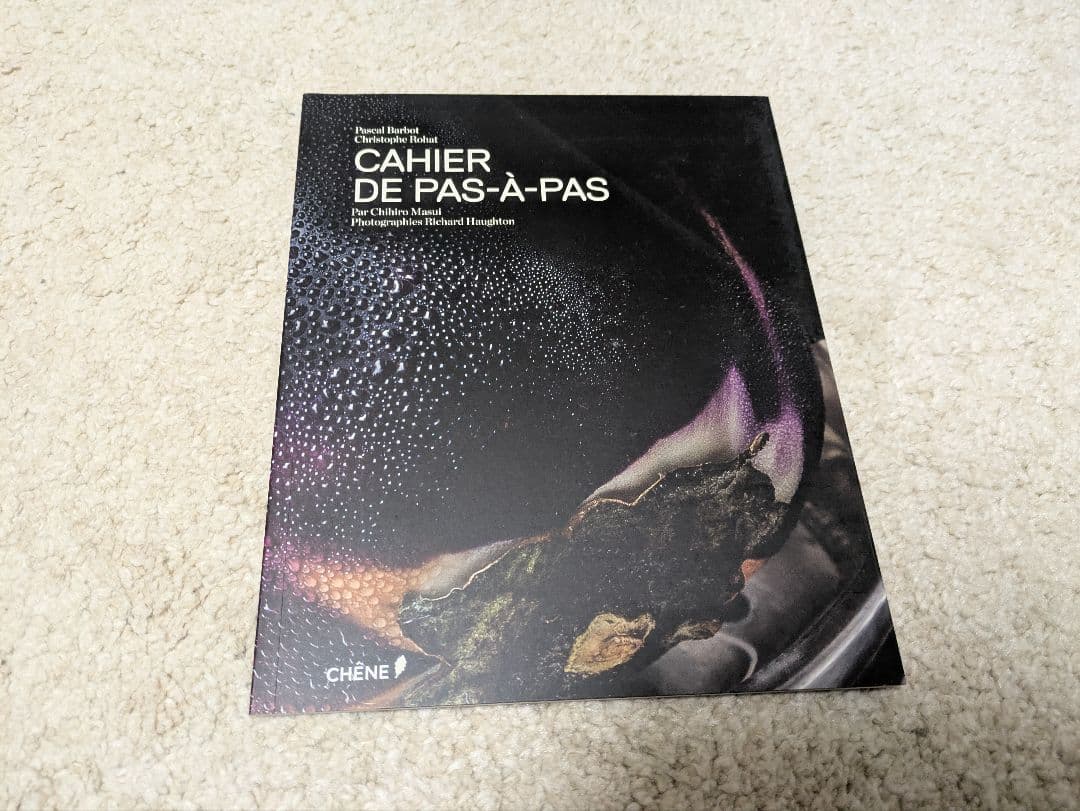 Pascal Barbot
Christophe Rohat
CAHIER
DE PAS-À-PAS
Par Chihiro Masui
Photographies Richard Haughton
CHÊNE